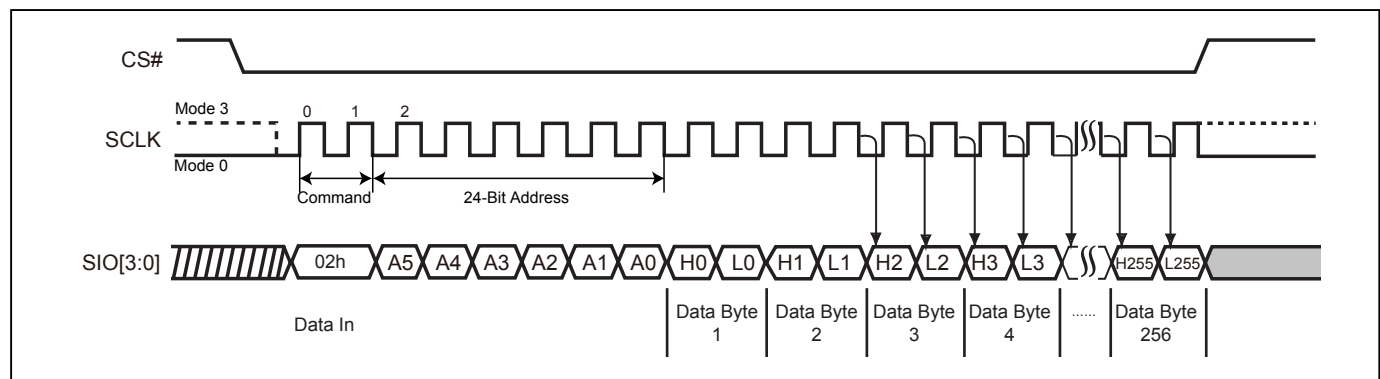 CS#
Mode 3
0 1 2
SCLK
Mode 0
Command
24-Bit Address
SIO[3:0]
02h A5 A4 A3 A2 A1 A0 H0 L0 H1 L1 H2 L2 H3 L3 H255 L255
Data In
Data Byte 1
Data Byte 2
Data Byte 3
Data Byte 4
......
Data Byte 256